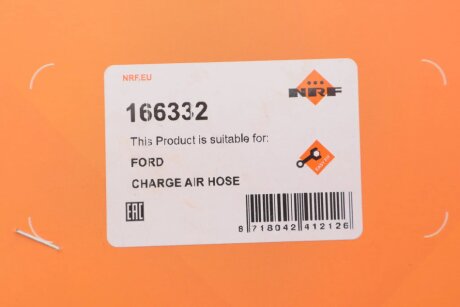 NRF.EU
NRF
166332
This Product is suitable for:
FORD
CHARGE AIR HOSE
EAC
8 718042 412126